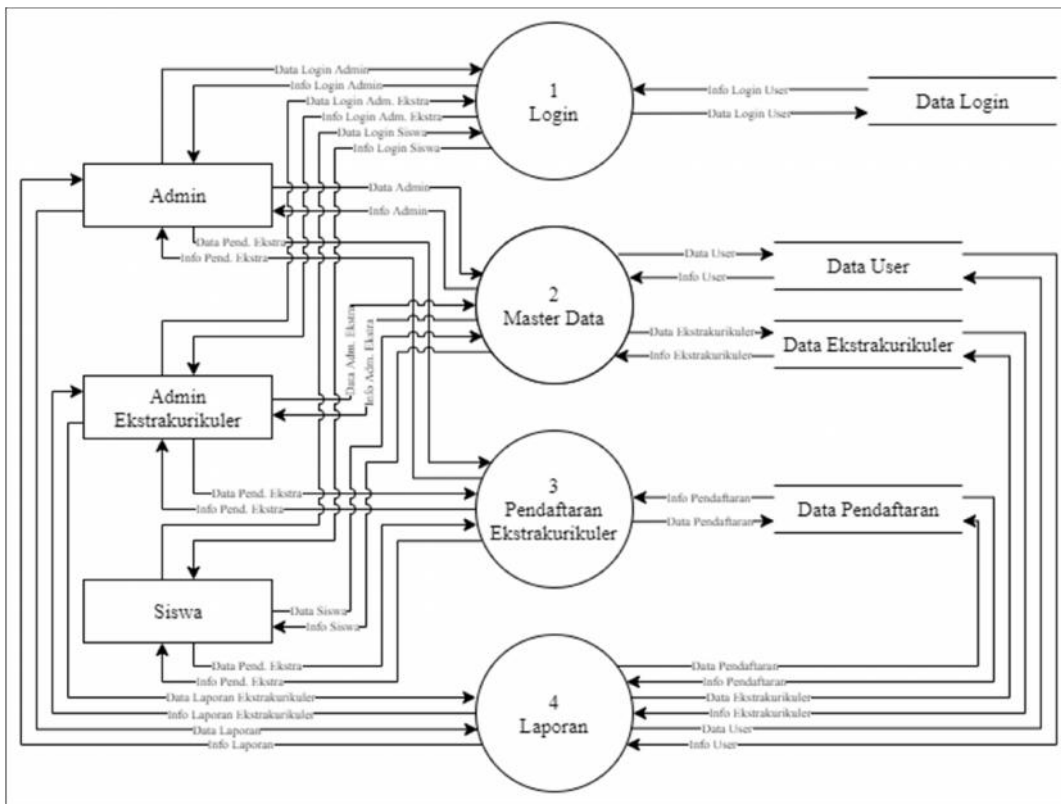 Data Login Admin
Info Login Admin
Data Login Adm. Ekstra
Info Login Adm. Ekstra
Data Login Siswa
Info Login Siswa
1
Login
Info Login User
Data Login User
Data Login
Admin
Data Admin
Info Admin
Data Pend. Ekstra
Info Pend. Ekstra
2
Master Data
Data User
Info User
Data User
Data Ekstrakurikuler
Info Ekstrakurikuler
Data Ekstrakurikuler
Data Adm. Ekstra
Info Adm. Ekstra
Admin
Ekstrakurikuler
Data Pend. Ekstra
Info Pend. Ekstra
3
Pendaftaran
Ekstrakurikuler
Info Pendaftaran
Data Pendaftaran
Data Pendaftaran
Siswa
Data Siswa
Info Siswa
Data Pend. Ekstra
Info Pend. Ekstra
Data Laporan Ekstrakurikuler
Info Laporan Ekstrakurikuler
Data Laporan
Info Laporan
4
Laporan
Data Pendaftaran
Info Pendaftaran
Data Ekstrakurikuler
Info Ekstrakurikuler
Data User
Info User